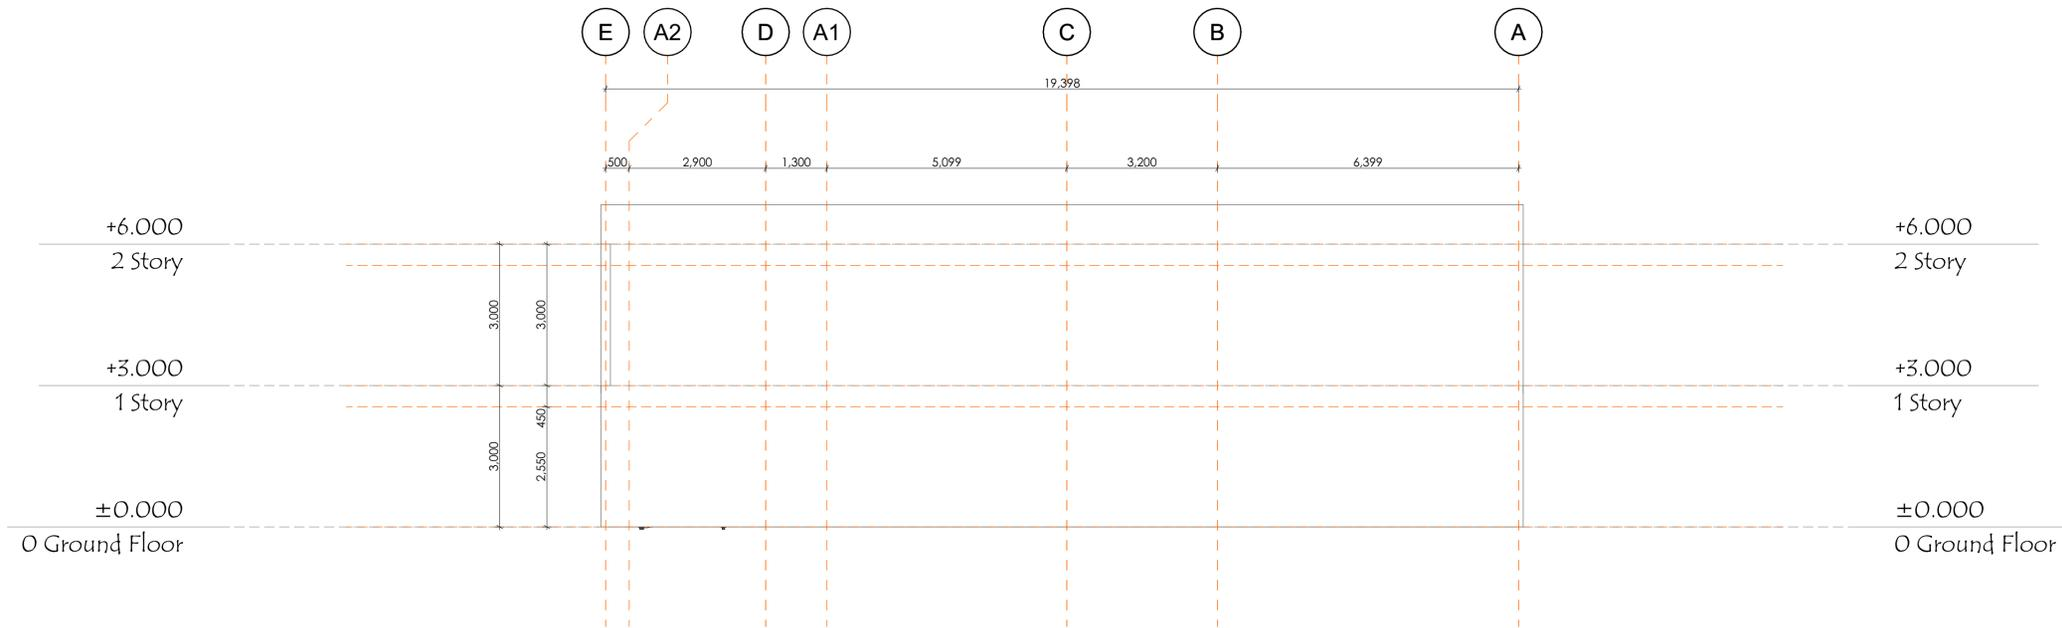 E A2 D A1 C B A
19,398
500 2,900 1,300 5,099 3,200 6,399
+6.000 +6.000
2 Story 2 Story
3,000 3,000
+3.000 +3.000
1 Story 1 Story
450
3,000 2,550
±0.000 ±0.000
0 Ground Floor 0 Ground Floor